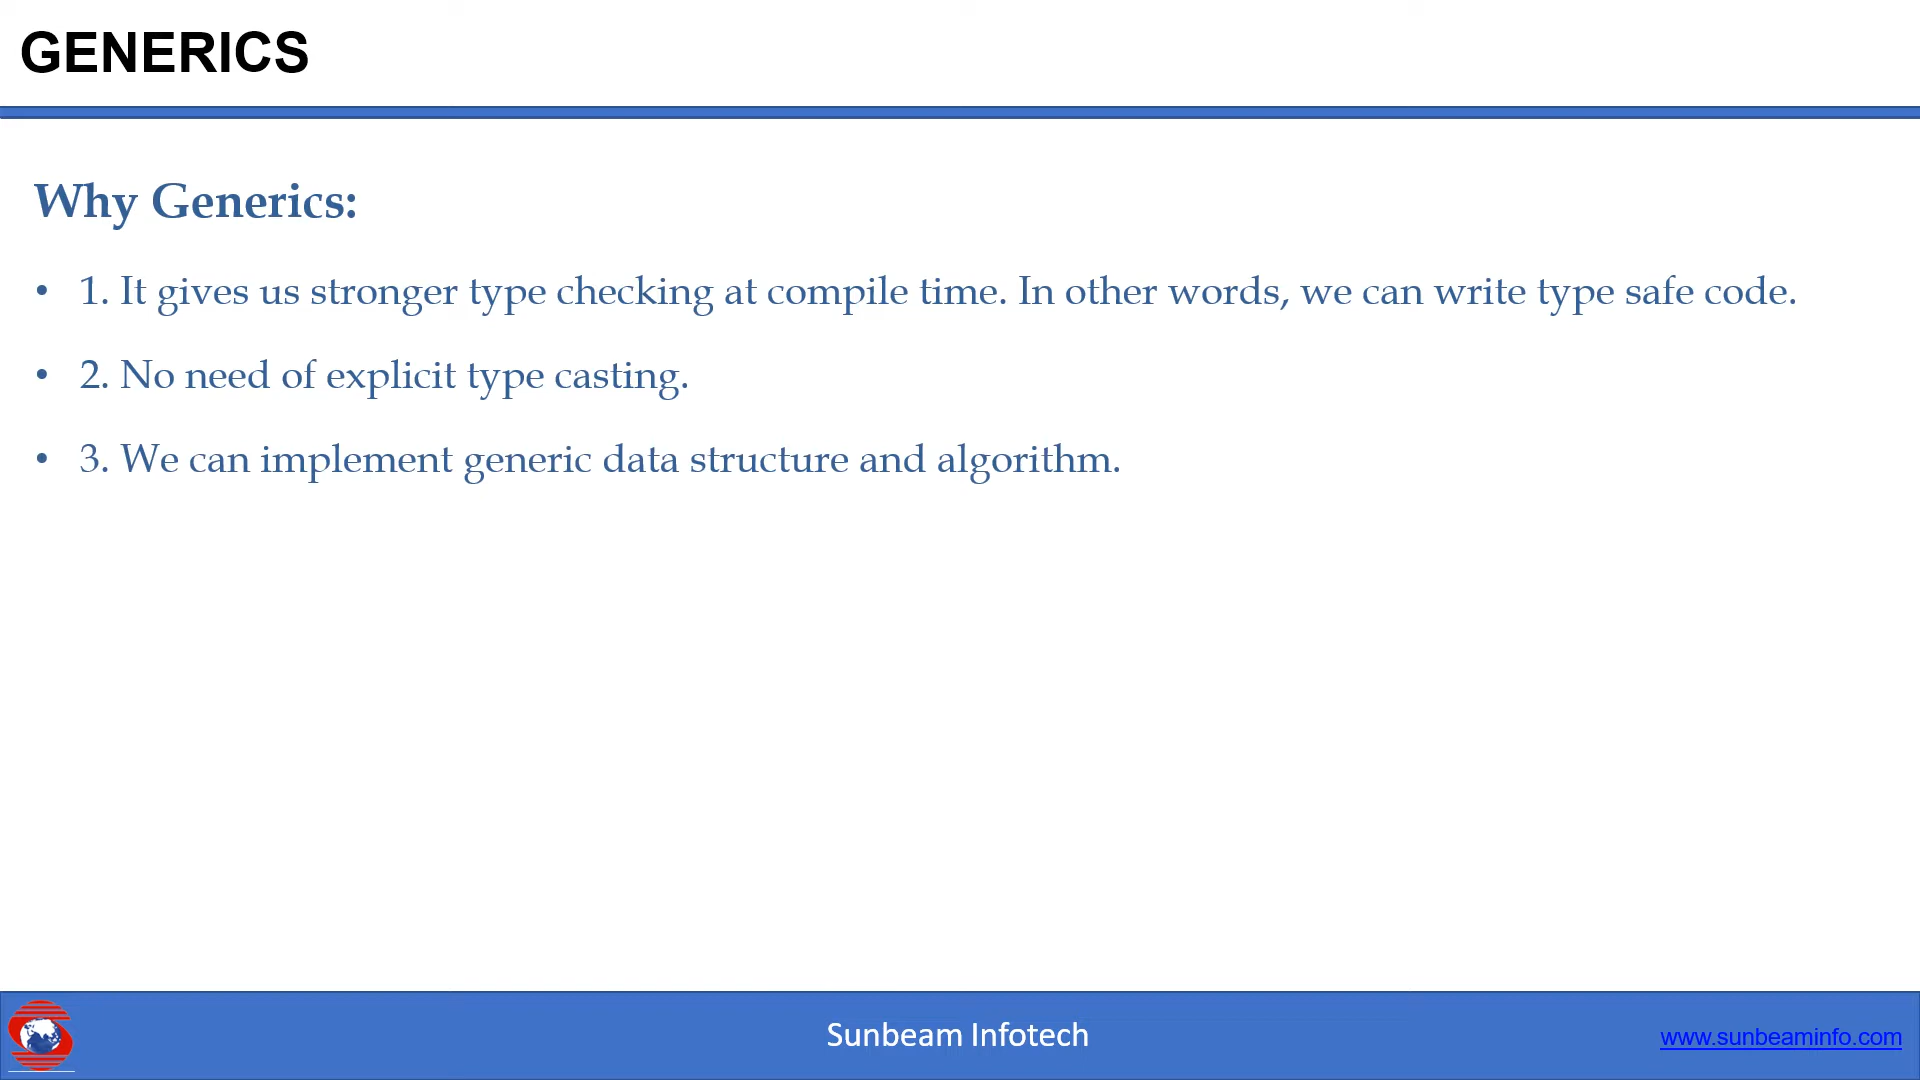 GENERICS
Why Generics:
• 1. It gives us stronger type checking at compile time. In other words, we can write type safe code.
• 2. No need of explicit type casting.
• 3. We can implement generic data structure and algorithm.
Sunbeam Infotech
www.sunbeaminfo.com